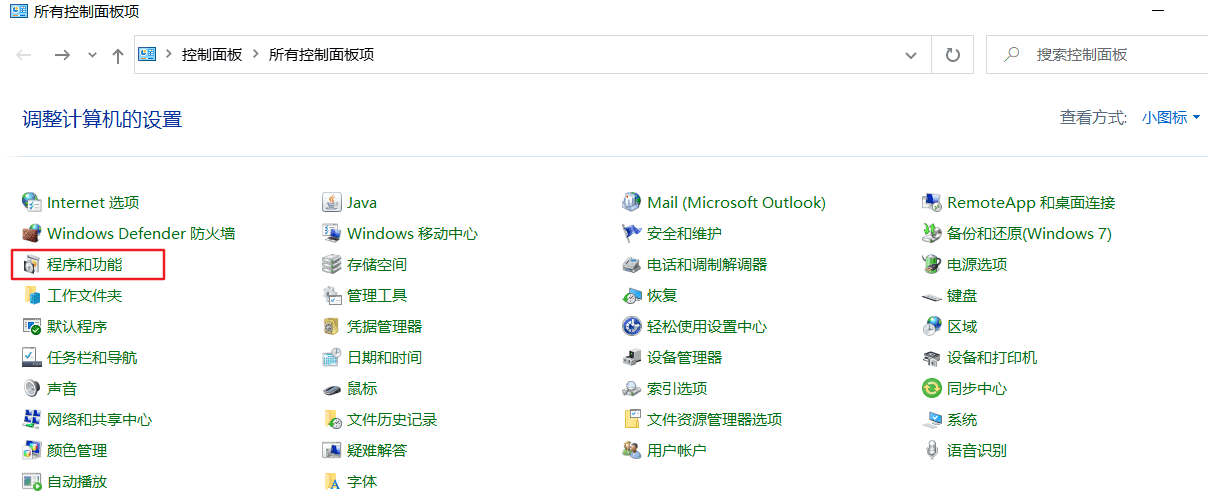 所有控制面板项
控制面板 所有控制面板项 搜索控制面板
调整计算机的设置 查看方式: 小图标
Internet 选项 Java Mail (Microsoft Outlook) RemoteApp 和桌面连接
Windows Defender 防火墙 Windows 移动中心 安全和维护 备份和还原(Windows 7)
程序和功能 存储空间 电话和调制解调器 电源选项
工作文件夹 管理工具 恢复 键盘
默认程序 凭据管理器 轻松使用设置中心 区域
任务栏和导航 日期和时间 设备管理器 设备和打印机
声音 鼠标 索引选项 同步中心
网络和共享中心 文件历史记录 文件资源管理器选项 系统
颜色管理 疑难解答 用户帐户 语音识别
自动播放 字体